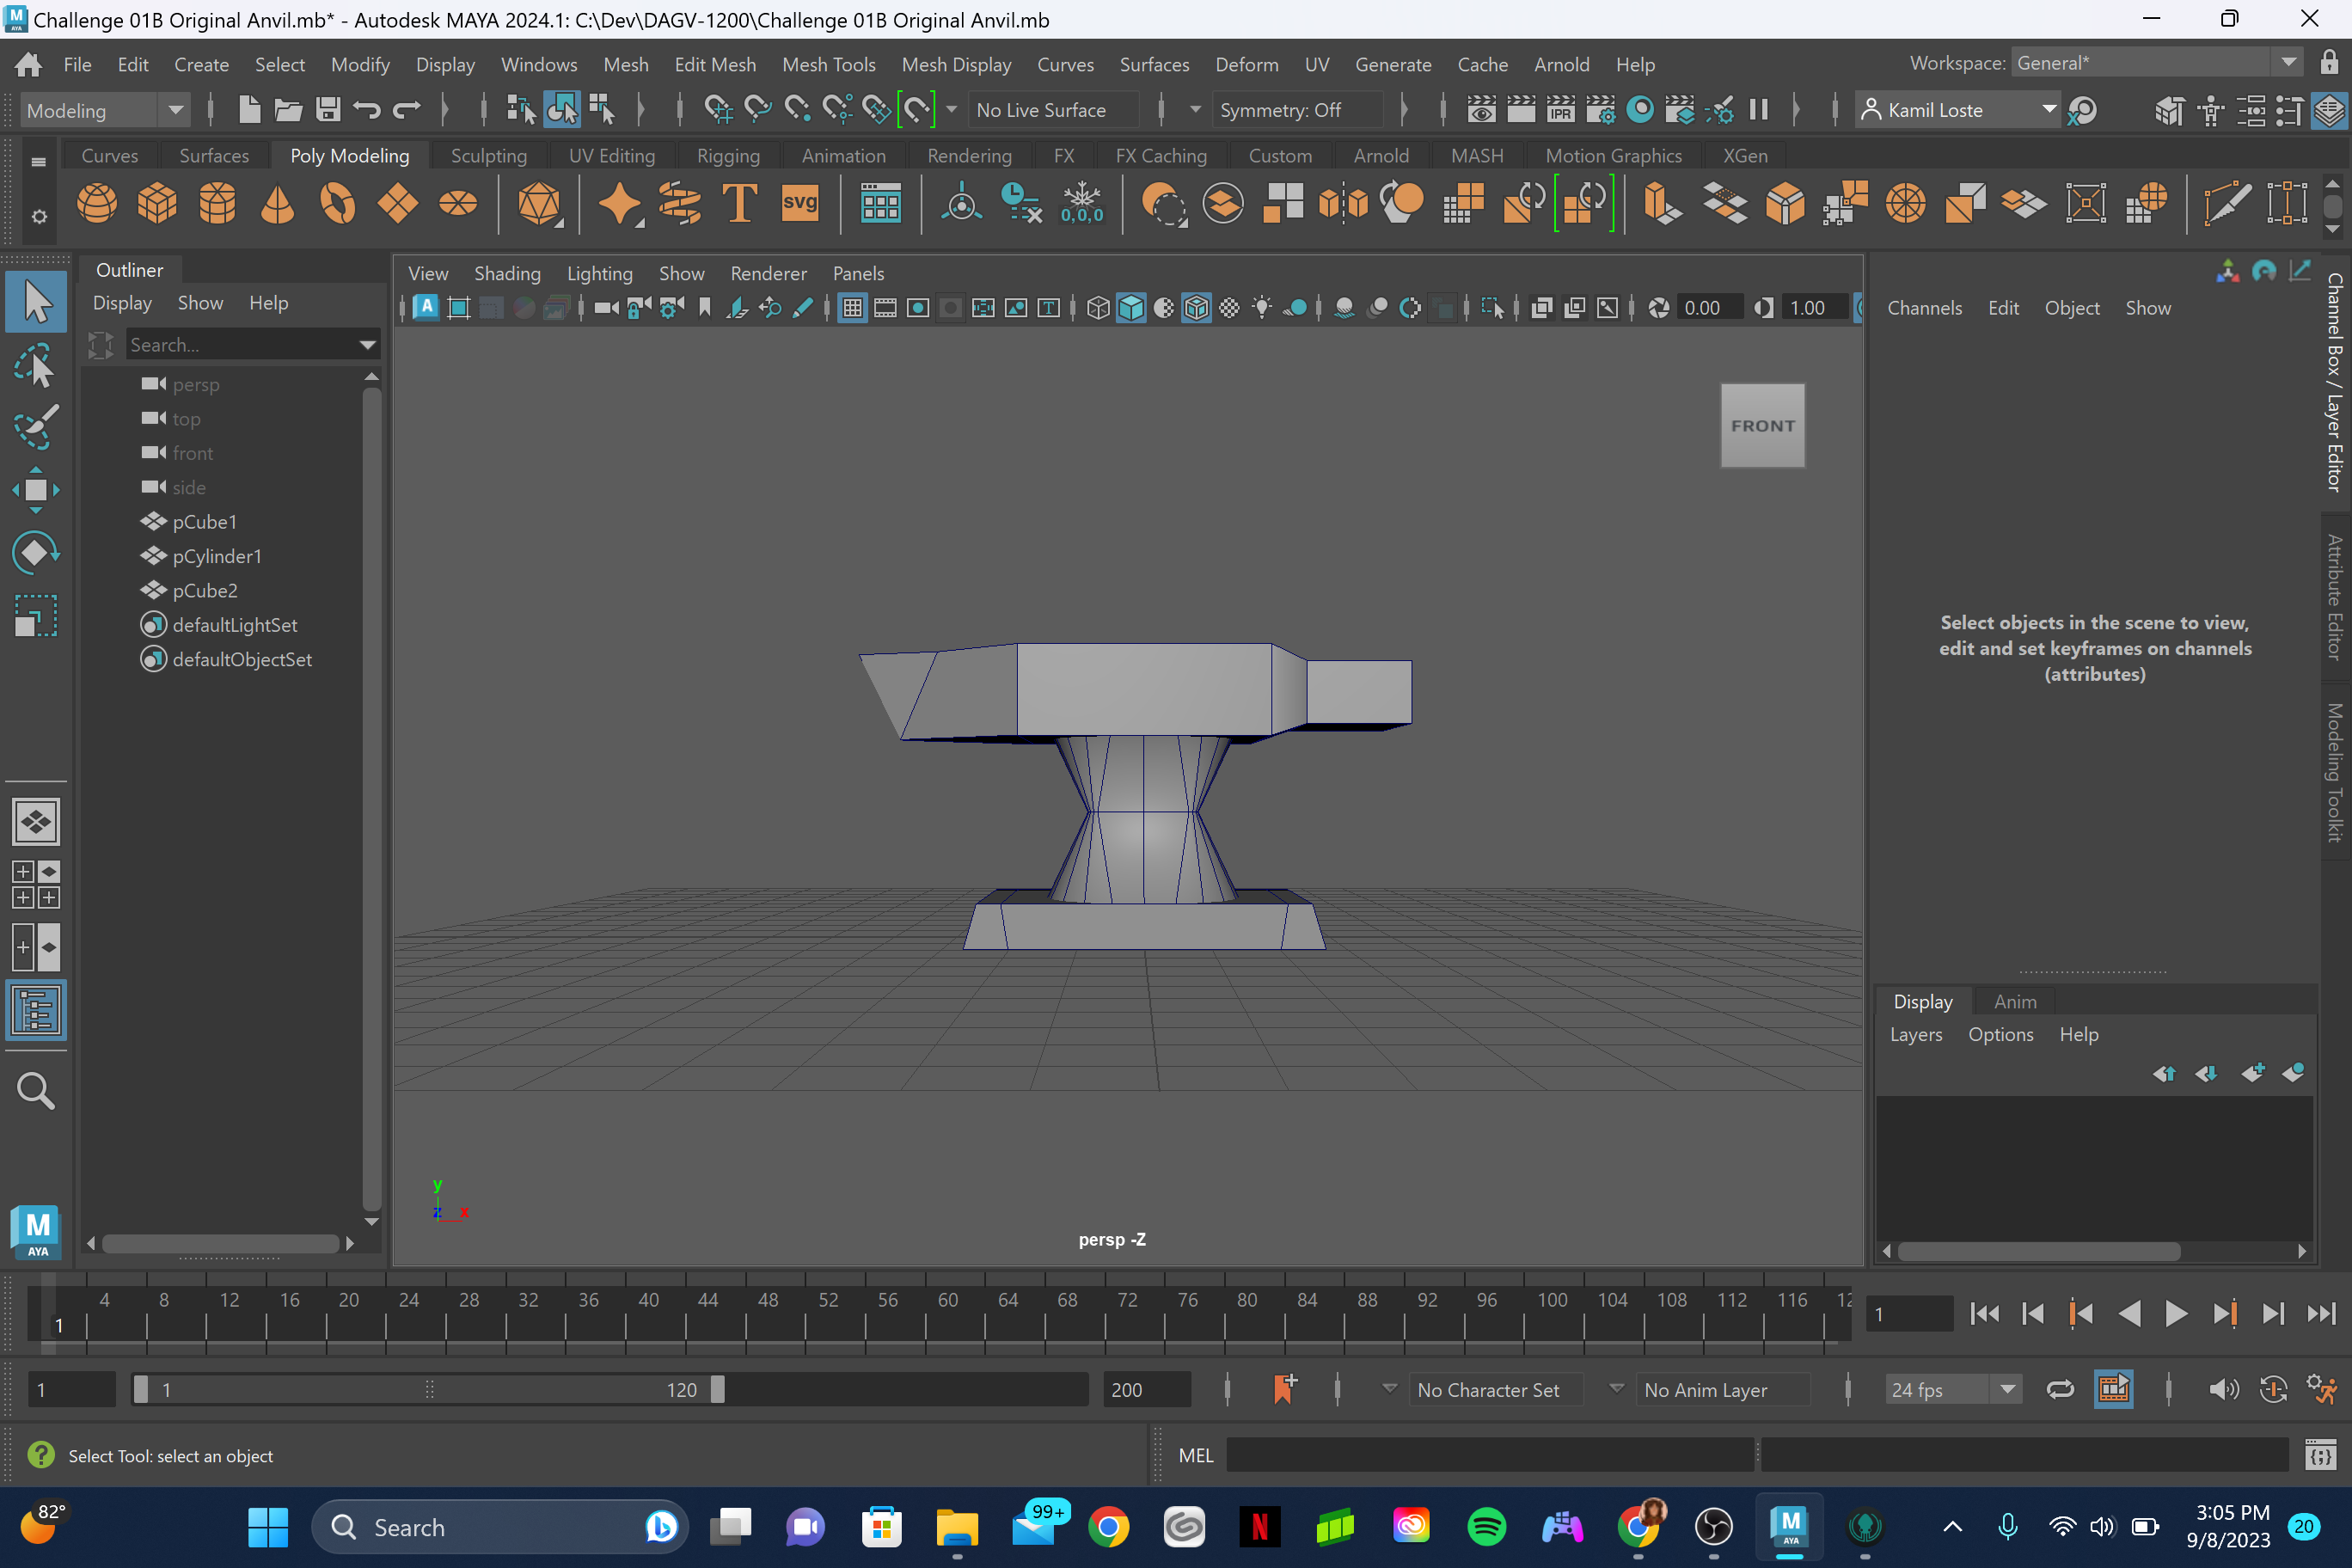 Challenge 01B Original Anvil.mb* - Autodesk MAYA 2024.1: C:\Dev\DAGV-1200\Challenge 01B Original Anvil.mb
File Edit Create Select Modify Display Windows Mesh Edit Mesh Mesh Tools Mesh Display Curves Surfaces Deform UV Generate Cache Arnold Help
Workspace: General*
Modeling
No Live Surface
Symmetry: Off
IPR
Kamil Loste
Curves Surfaces Poly Modeling Sculpting UV Editing Rigging Animation Rendering FX FX Caching Custom Arnold MASH Motion Graphics XGen
T
svg
0,0,0
Outliner
Display Show Help
Search...
persp
top
front
side
pCube1
pCylinder1
pCube2
defaultLightSet
defaultObjectSet
View Shading Lighting Show Renderer Panels
0.00
1.00
FRONT
y
z x
persp -Z
Channels Edit Object Show
Select objects in the scene to view,
edit and set keyframes on channels
(attributes)
Channel Box / Layer Editor
Attribute Editor
Modeling Toolkit
Display Anim
Layers Options Help
M
AYA
4 8 12 16 20 24 28 32 36 40 44 48 52 56 60 64 68 72 76 80 84 88 92 96 100 104 108 112 116 12
1
1
1
1
120
200
No Character Set
No Anim Layer
24 fps
Select Tool: select an object
MEL
82°
Search
99+
N
M
AYA
3:05 PM
9/8/2023
20